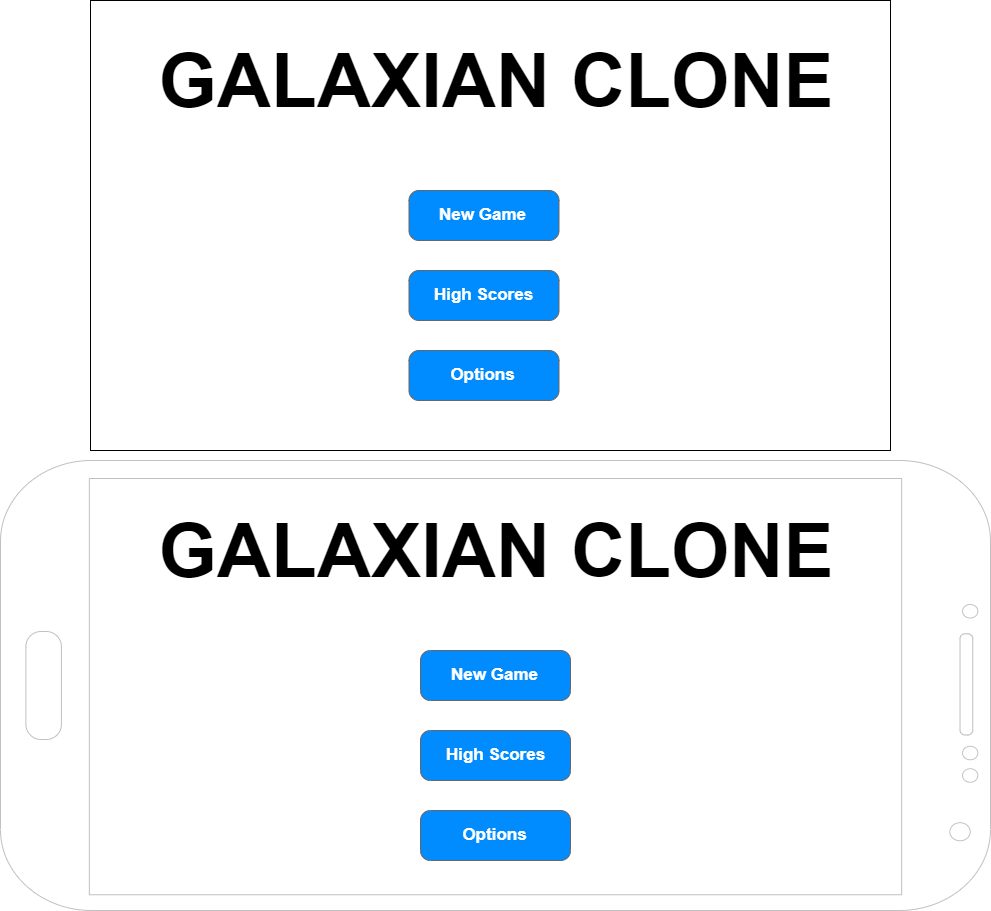 GALAXIAN CLONE
New Game
High Scores
Options
GALAXIAN CLONE
New Game
High Scores
Options